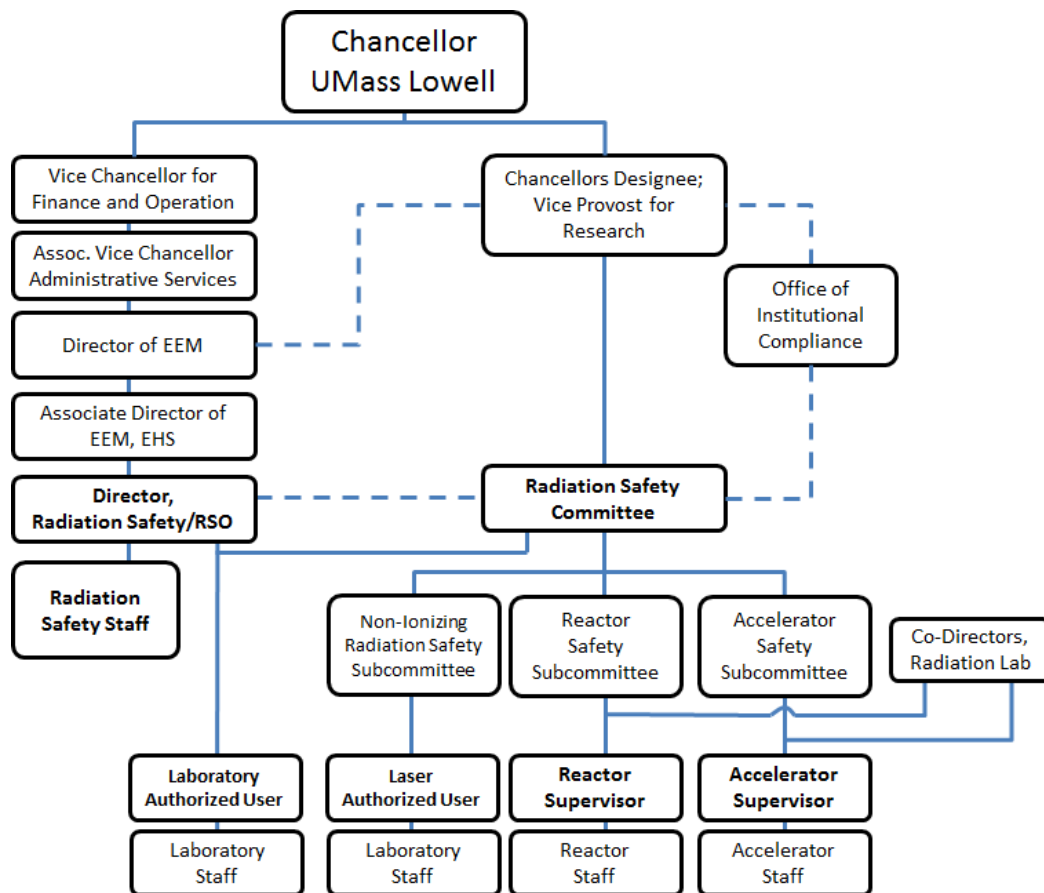 Chancellor
UMass Lowell
Vice Chancellor for
Finance and Operation
Chancellors Designee;
Vice Provost for
Research
Assoc. Vice Chancellor
Administrative Services
Office of
Institutional
Compliance
Director of EEM
Associate Director of
EEM, EHS
Director,
Radiation Safety/RSO
Radiation Safety
Committee
Radiation
Safety Staff
Non-Ionizing
Radiation Safety
Subcommittee
Reactor
Safety
Subcommittee
Accelerator
Safety
Subcommittee
Co-Directors,
Radiation Lab
Laboratory
Authorized User
Laser
Authorized User
Reactor
Supervisor
Accelerator
Supervisor
Laboratory
Staff
Laboratory
Staff
Reactor
Staff
Accelerator
Staff